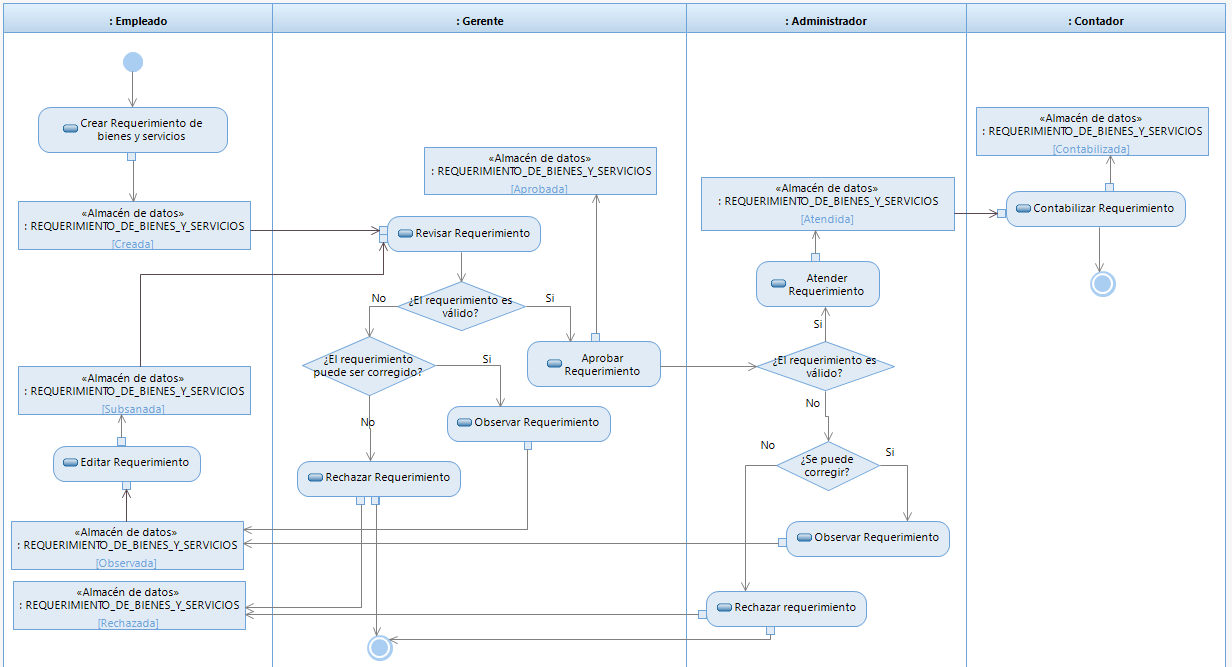 : Empleado
: Gerente
: Administrador
: Contador
Crear Requerimiento de
bienes y servicios
«Almacén de datos»
: REQUERIMIENTO_DE_BIENES_Y_SERVICIOS
[Creada]
«Almacén de datos»
: REQUERIMIENTO_DE_BIENES_Y_SERVICIOS
[Subsanada]
Editar Requerimiento
«Almacén de datos»
: REQUERIMIENTO_DE_BIENES_Y_SERVICIOS
[Observada]
«Almacén de datos»
: REQUERIMIENTO_DE_BIENES_Y_SERVICIOS
[Rechazada]
«Almacén de datos»
: REQUERIMIENTO_DE_BIENES_Y_SERVICIOS
[Aprobada]
Revisar Requerimiento
No
¿El requerimiento es
válido?
Si
¿El requerimiento
puede ser corregido?
Si
Aprobar
Requerimiento
No
Observar Requerimiento
Rechazar Requerimiento
«Almacén de datos»
: REQUERIMIENTO_DE_BIENES_Y_SERVICIOS
[Atendida]
Atender
Requerimiento
Si
¿El requerimiento es
válido?
No
No
¿Se puede
corregir?
Si
Observar Requerimiento
Rechazar requerimiento
«Almacén de datos»
: REQUERIMIENTO_DE_BIENES_Y_SERVICIOS
[Contabilizada]
Contabilizar Requerimiento